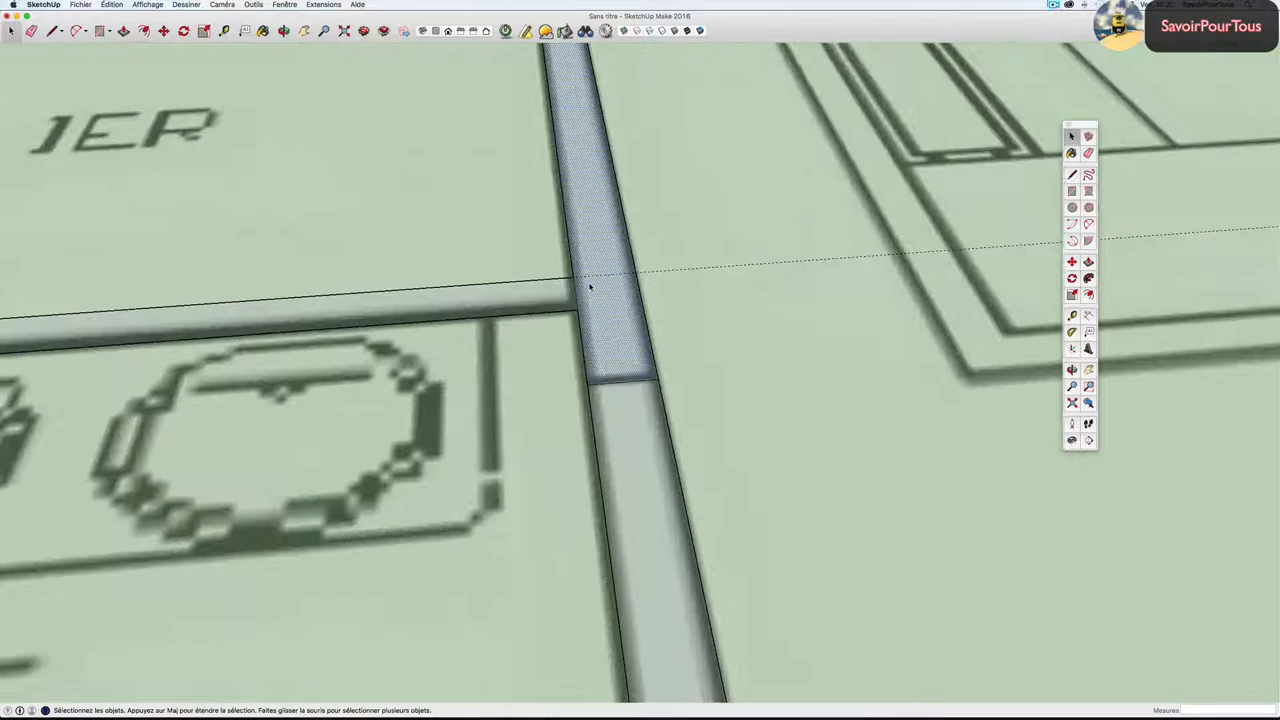 SketchUp Fichier Édition Affichage Dessiner Caméra Outils Fenêtre Extensions Aide
SavoirPourTous
Sans titre - SketchUp Make 2016
SavoirPourTous
IER
Sélectionnez les objets. Appuyez sur Maj pour étendre la sélection. Faites glisser la souris pour sélectionner plusieurs objets.
Mesures